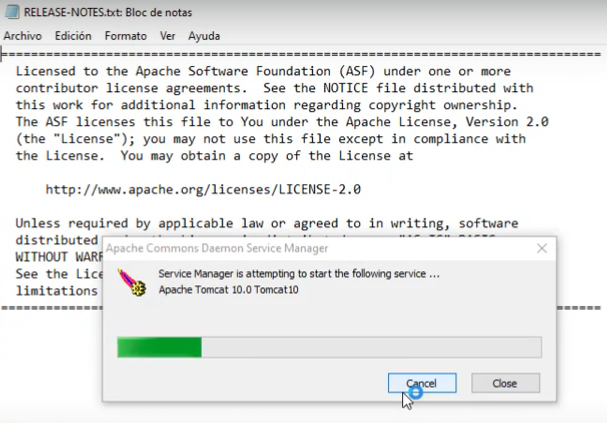 RELEASE-NOTES.txt: Bloc de notas
Archivo Edición Formato Ver Ayuda
================================================================================
Licensed to the Apache Software Foundation (ASF) under one or more
contributor license agreements. See the NOTICE file distributed with
this work for additional information regarding copyright ownership.
The ASF licenses this file to You under the Apache License, Version 2.0
(the "License"); you may not use this file except in compliance with
the License. You may obtain a copy of the License at
http://www.apache.org/licenses/LICENSE-2.0
Unless required by applicable law or agreed to in writing, software
distributed
WITHOUT
See the
limitations
Apache Commons Daemon Service Manager
Service Manager is attempting to start the following service ...
Apache Tomcat 10.0 Tomcat10
Cancel Close